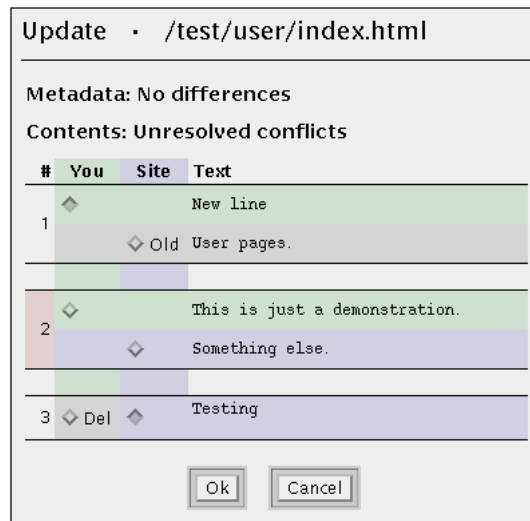 Update · /test/user/index.html
Metadata: No differences
Contents: Unresolved conflicts
# You Site Text
1 New line
Old User pages.
2 This is just a demonstration.
Something else.
3 Del Testing
Ok Cancel